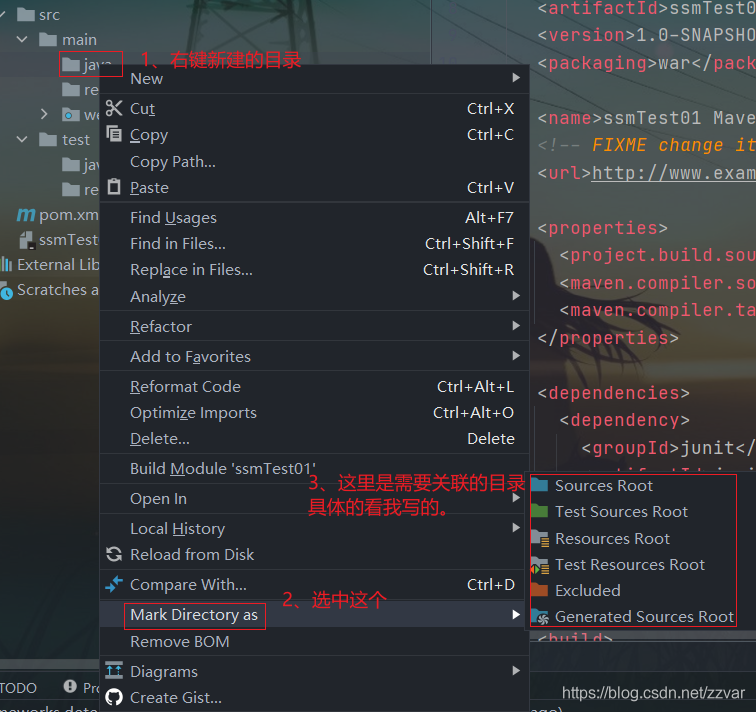 src
main
java
1、右键新建的目录
re
we
test
jav
re
pom.xm
ssmTest
External Lib
Scratches a
New
Cut Ctrl+X
Copy Ctrl+C
Copy Path...
Paste Ctrl+V
Find Usages Alt+F7
Find in Files... Ctrl+Shift+F
Replace in Files... Ctrl+Shift+R
Analyze
Refactor
Add to Favorites
Reformat Code Ctrl+Alt+L
Optimize Imports Ctrl+Alt+O
Delete... Delete
Build Module 'ssmTest01'
3、这里是需要关联的目录
具体的看我写的。
Open In
Local History
Reload from Disk
Compare With... Ctrl+D
2、选中这个
Mark Directory as
Remove BOM
Diagrams
Create Gist...
<artifactId>ssmTest0
<version>1.0-SNAPSHO
<packaging>war</pack
<name>ssmTest01 Mave
<!-- FIXME change it
<url>http://www.exam
<properties>
<project.build.sou
<maven.compiler.so
<maven.compiler.ta
</properties>
<dependencies>
<dependency>
<groupId>junit</
Sources Root
Test Sources Root
Resources Root
Test Resources Root
Excluded
Generated Sources Root
<build>
TODO
Pro
https://blog.csdn.net/zzvar